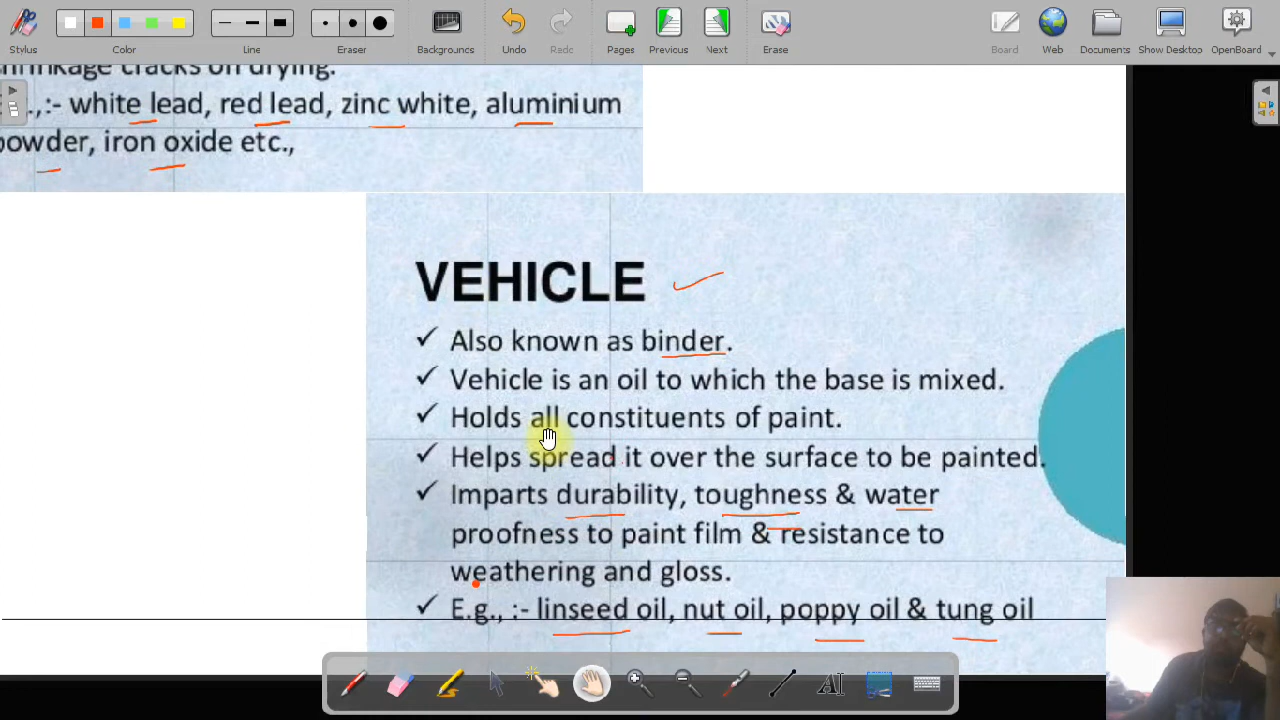 Stylus Color Line Eraser Backgrounds Undo Redo Pages Previous Next Erase Board Web Documents Show Desktop OpenBoard
shrinkage cracks on drying.
.,:- white lead, red lead, zinc white, aluminium
powder, iron oxide etc.,
VEHICLE
✓ Also known as binder.
✓ Vehicle is an oil to which the base is mixed.
✓ Holds all constituents of paint.
✓ Helps spread it over the surface to be painted.
✓ Imparts durability, toughness & water
proofness to paint film & resistance to
weathering and gloss.
✓ E.g., :- linseed oil, nut oil, poppy oil & tung oil